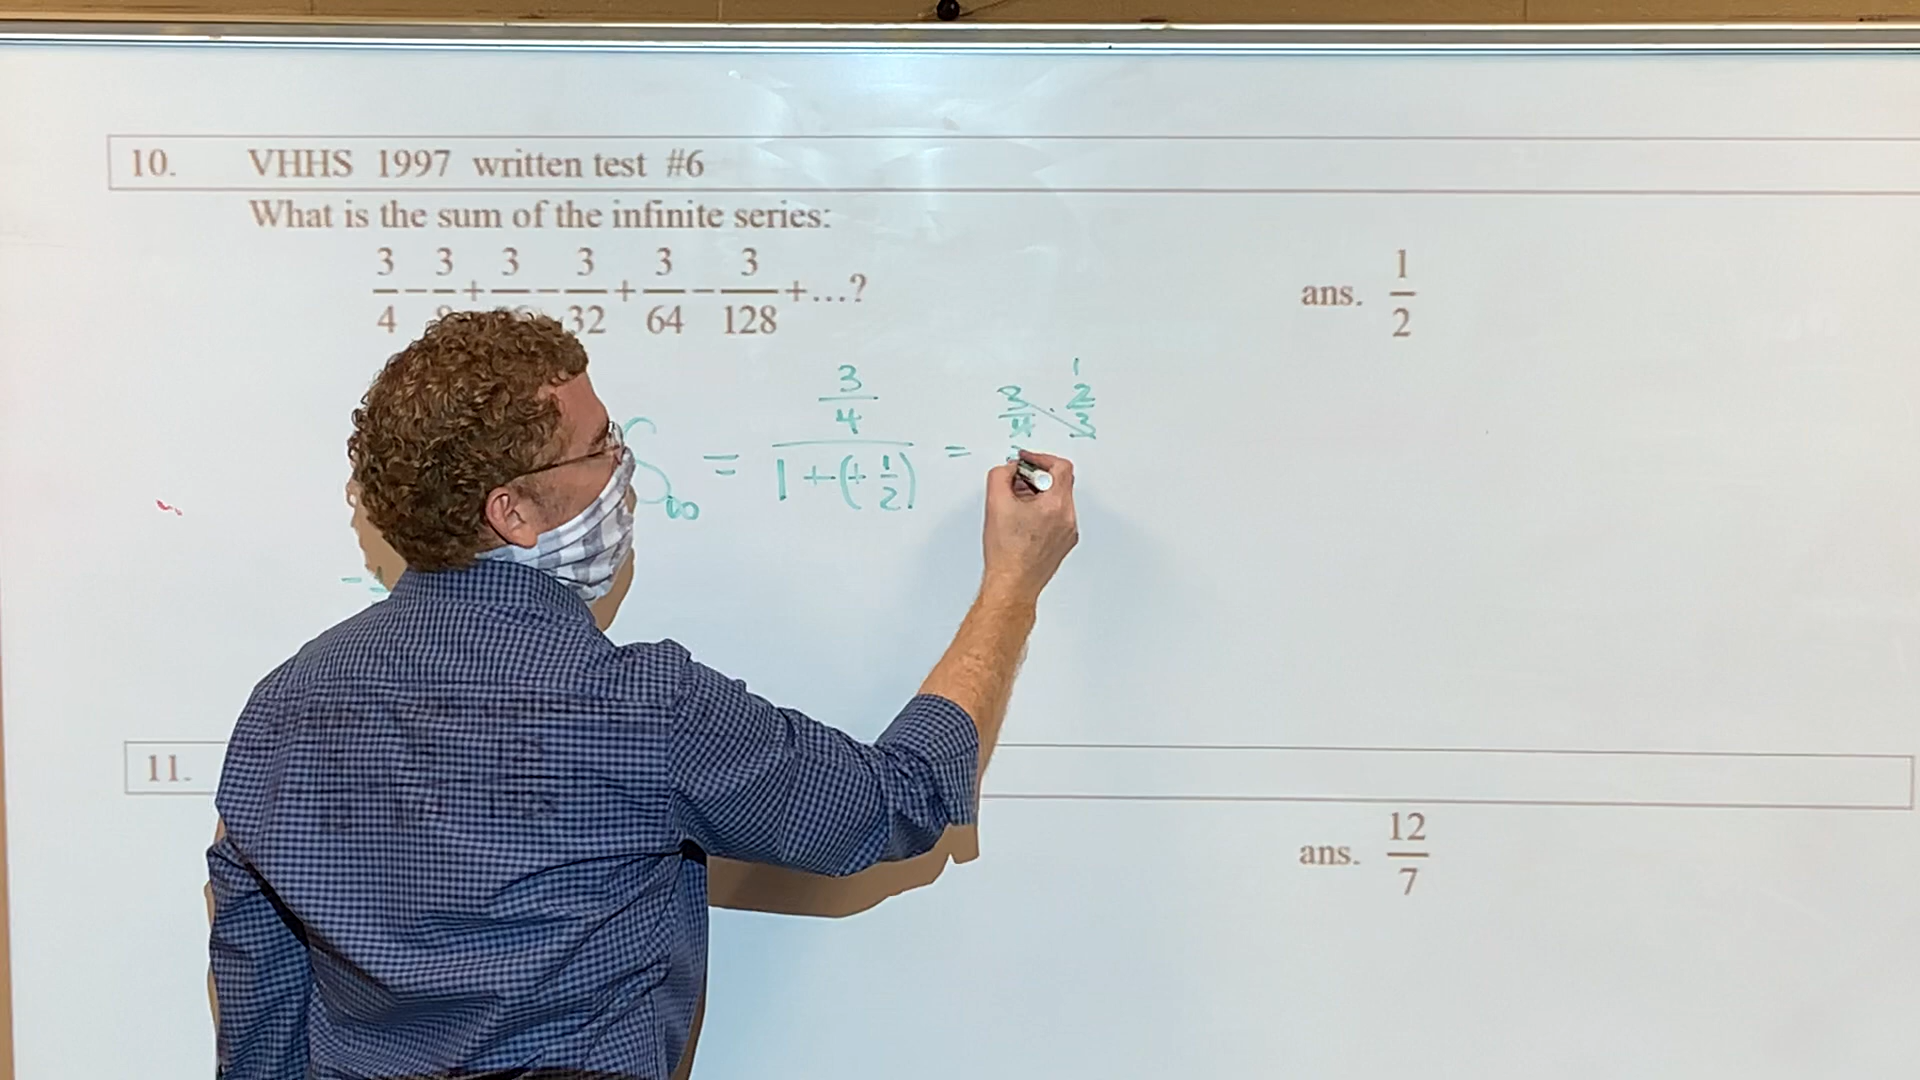 10. VHHS 1997 written test #6
What is the sum of the infinite series:
3/4 - 3/ + 3/ - 3/32 + 3/64 - 3/128 + ...?
ans. 1/2
S∞ = (3/4) / (1 + (+ 1/2)) = 3/4 · 2/3
1
11.
ans. 12/7